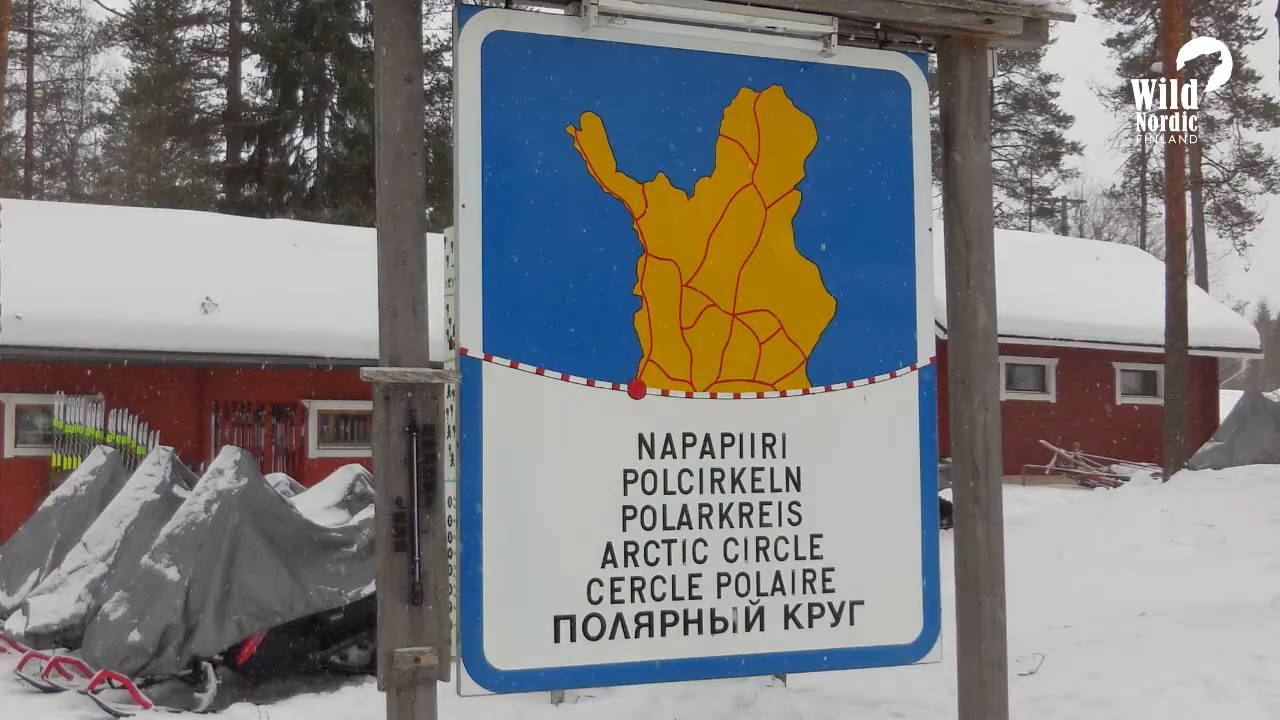 Wild
Nordic
FINLAND
NAPAPIIRI
POLCIRKELN
POLARKREIS
ARCTIC CIRCLE
CERCLE POLAIRE
ПОЛЯРНЫЙ КРУГ